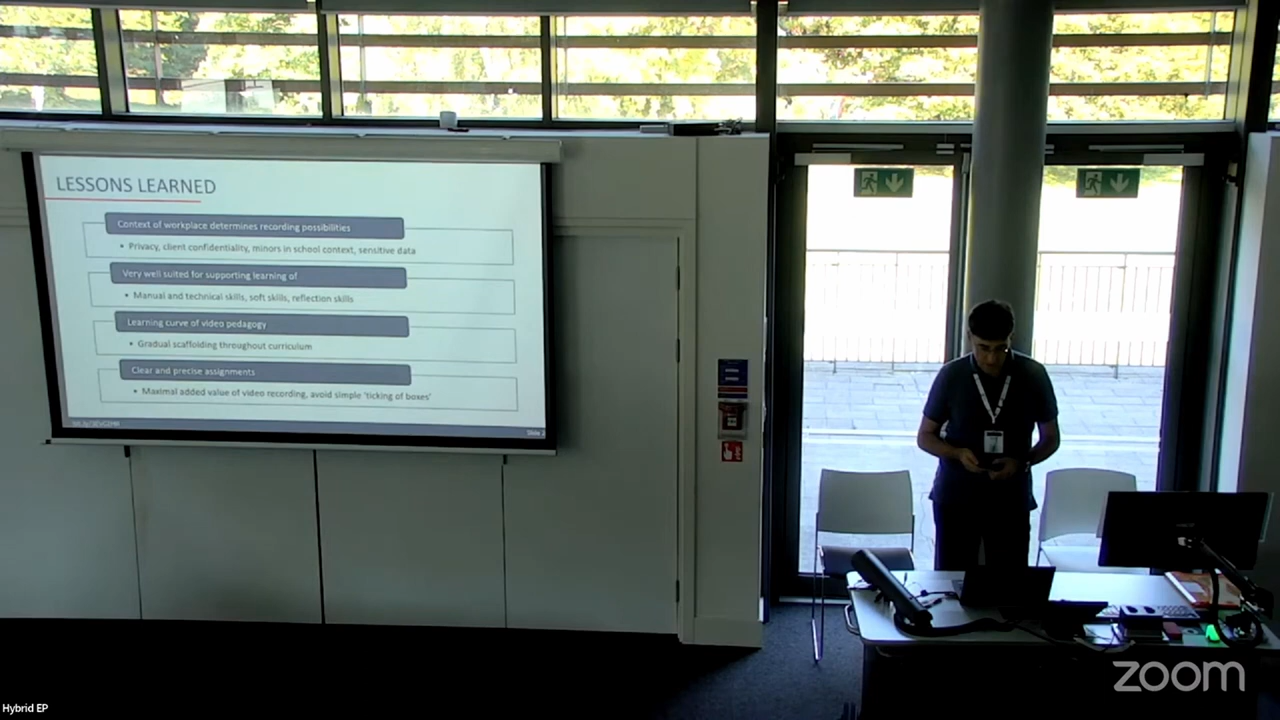 LESSONS LEARNED
Context of workplace determines recording possibilities
• Privacy, client confidentiality, minors in school context, sensitive data
Very well suited for supporting learning of
• Manual and technical skills, soft skills, reflection skills
Learning curve of video pedagogy
• Gradual scaffolding throughout curriculum
Clear and precise assignments
• Maximal added value of video recording, avoid simple 'ticking of boxes'
Slide
zoom
Hybrid EP